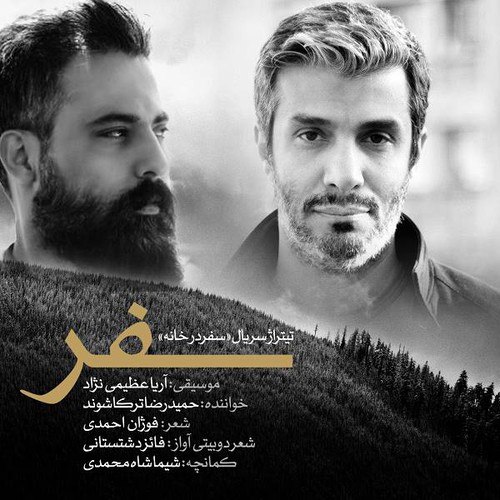 تیتراژ سریال «سفر در خانه»
سفر
موسیقی: آریا عظیمی نژاد
خواننده: حمیدرضا ترکاشوند
شعر: فوژان احمدی
شعر دوبیتی آواز: فائز دشتستانی
کمانچه: شیما شاه محمدی